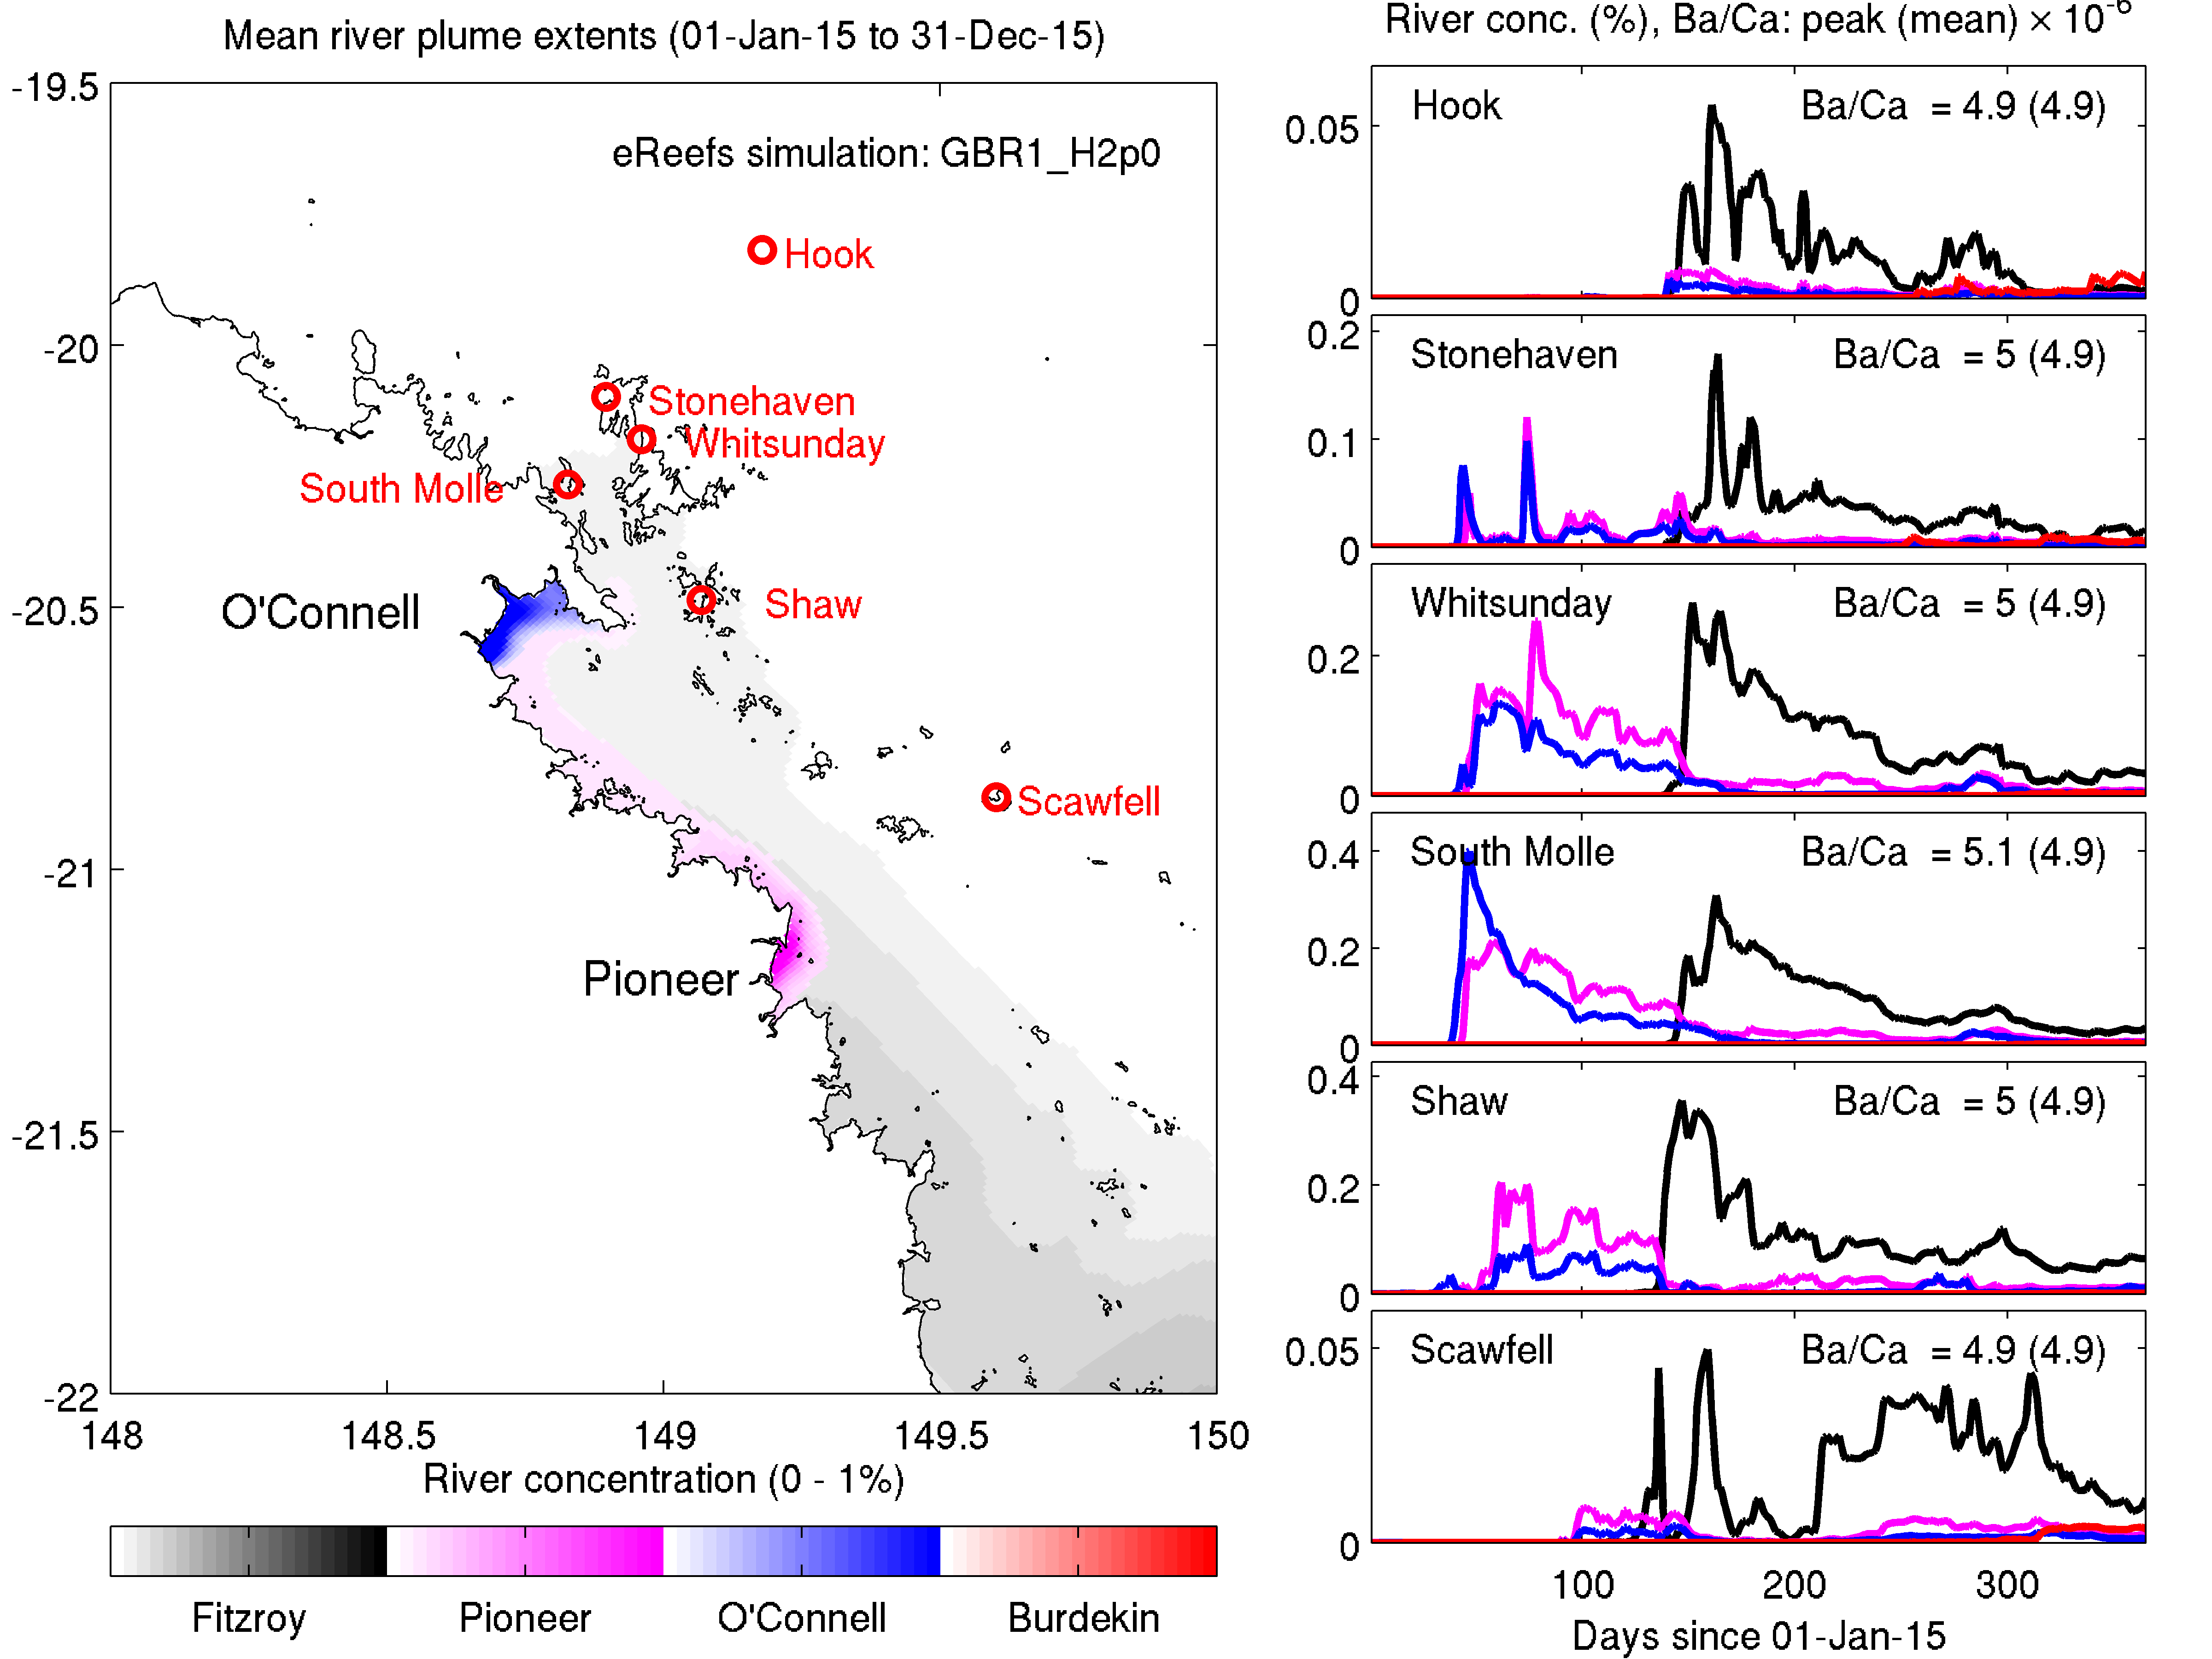 Mean river plume extents (01-Jan-15 to 31-Dec-15)
eReefs simulation: GBR1_H2p0
-19.5
-20
-20.5
-21
-21.5
-22
148
148.5
149
149.5
150
Hook
Stonehaven
Whitsunday
South Molle
O'Connell
Shaw
Scawfell
Pioneer
River concentration (0 - 1%)
Fitzroy
Pioneer
O'Connell
Burdekin
River conc. (%), Ba/Ca: peak (mean) × 10-6
Hook
Ba/Ca = 4.9 (4.9)
0.05
0
Stonehaven
Ba/Ca = 5 (4.9)
0.2
0.1
0
Whitsunday
Ba/Ca = 5 (4.9)
0.2
0
South Molle
Ba/Ca = 5.1 (4.9)
0.4
0.2
0
Shaw
Ba/Ca = 5 (4.9)
0.4
0.2
0
Scawfell
Ba/Ca = 4.9 (4.9)
0.05
0
100
200
300
Days since 01-Jan-15